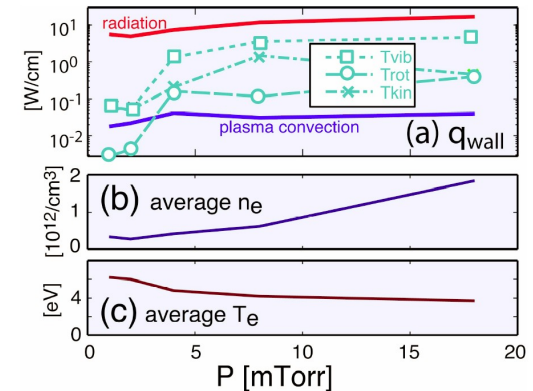 10¹
10⁰
10⁻¹
10⁻²
[W/cm]
radiation
Tvib
Trot
Tkin
plasma convection
(a) qwall
2
1
0
[10¹²/cm³]
(b) average ne
4
0
[eV]
(c) average Te
0 5 10 15 20
P [mTorr]